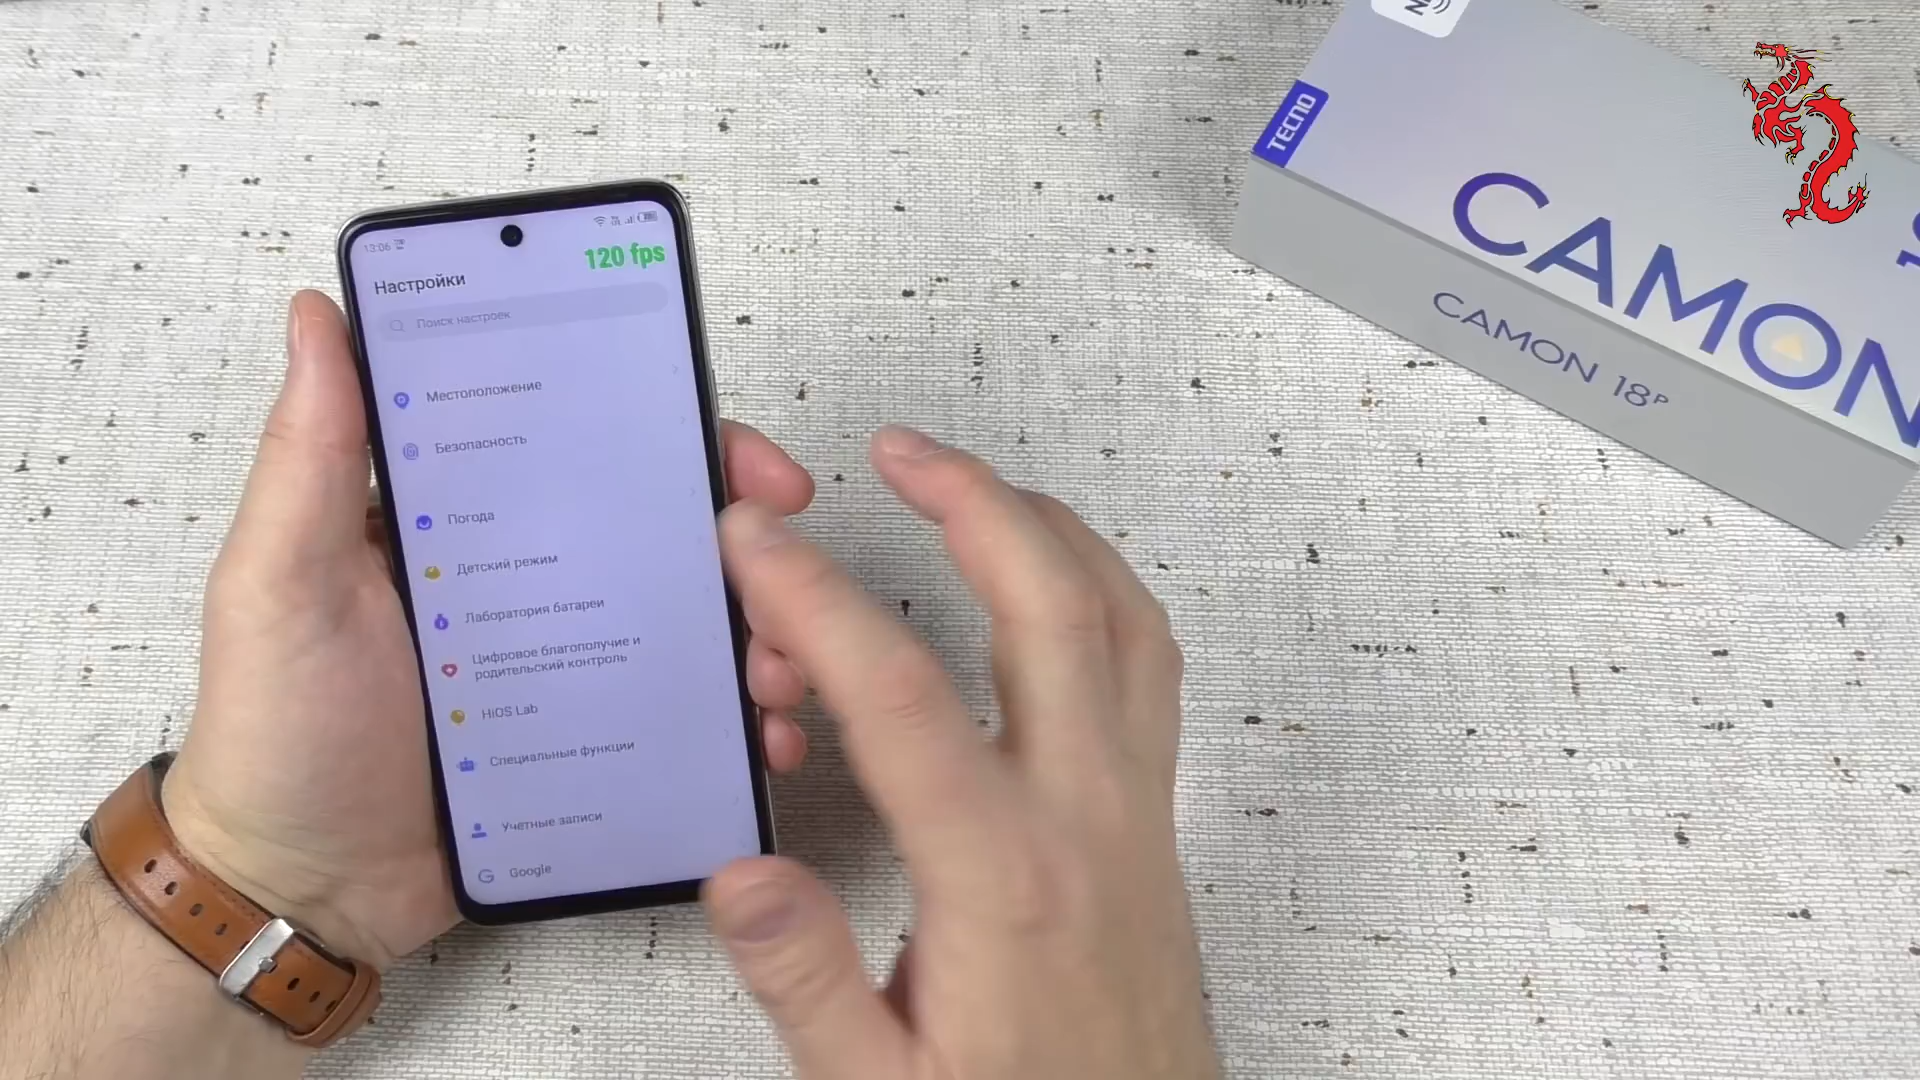 13:06
120 fps
Настройки
Поиск настроек
Местоположение
Безопасность
Погода
Детский режим
Лаборатория батареи
Цифровое благополучие и
родительский контроль
HiOS Lab
Специальные функции
Учетные записи
Google
TECNO
CAMON
CAMON 18P